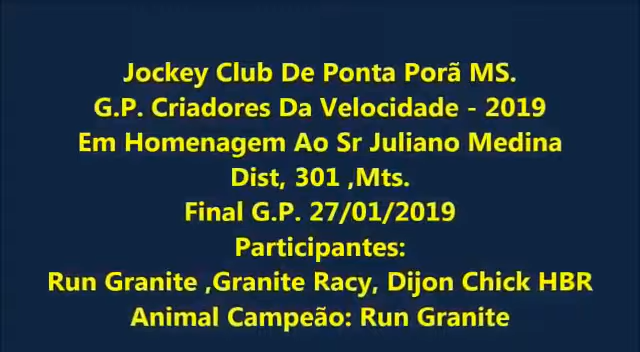 Jockey Club De Ponta Porã MS.
G.P. Criadores Da Velocidade - 2019
Em Homenagem Ao Sr Juliano Medina
Dist, 301 ,Mts.
Final G.P. 27/01/2019
Participantes:
Run Granite ,Granite Racy, Dijon Chick HBR
Animal Campeão: Run Granite